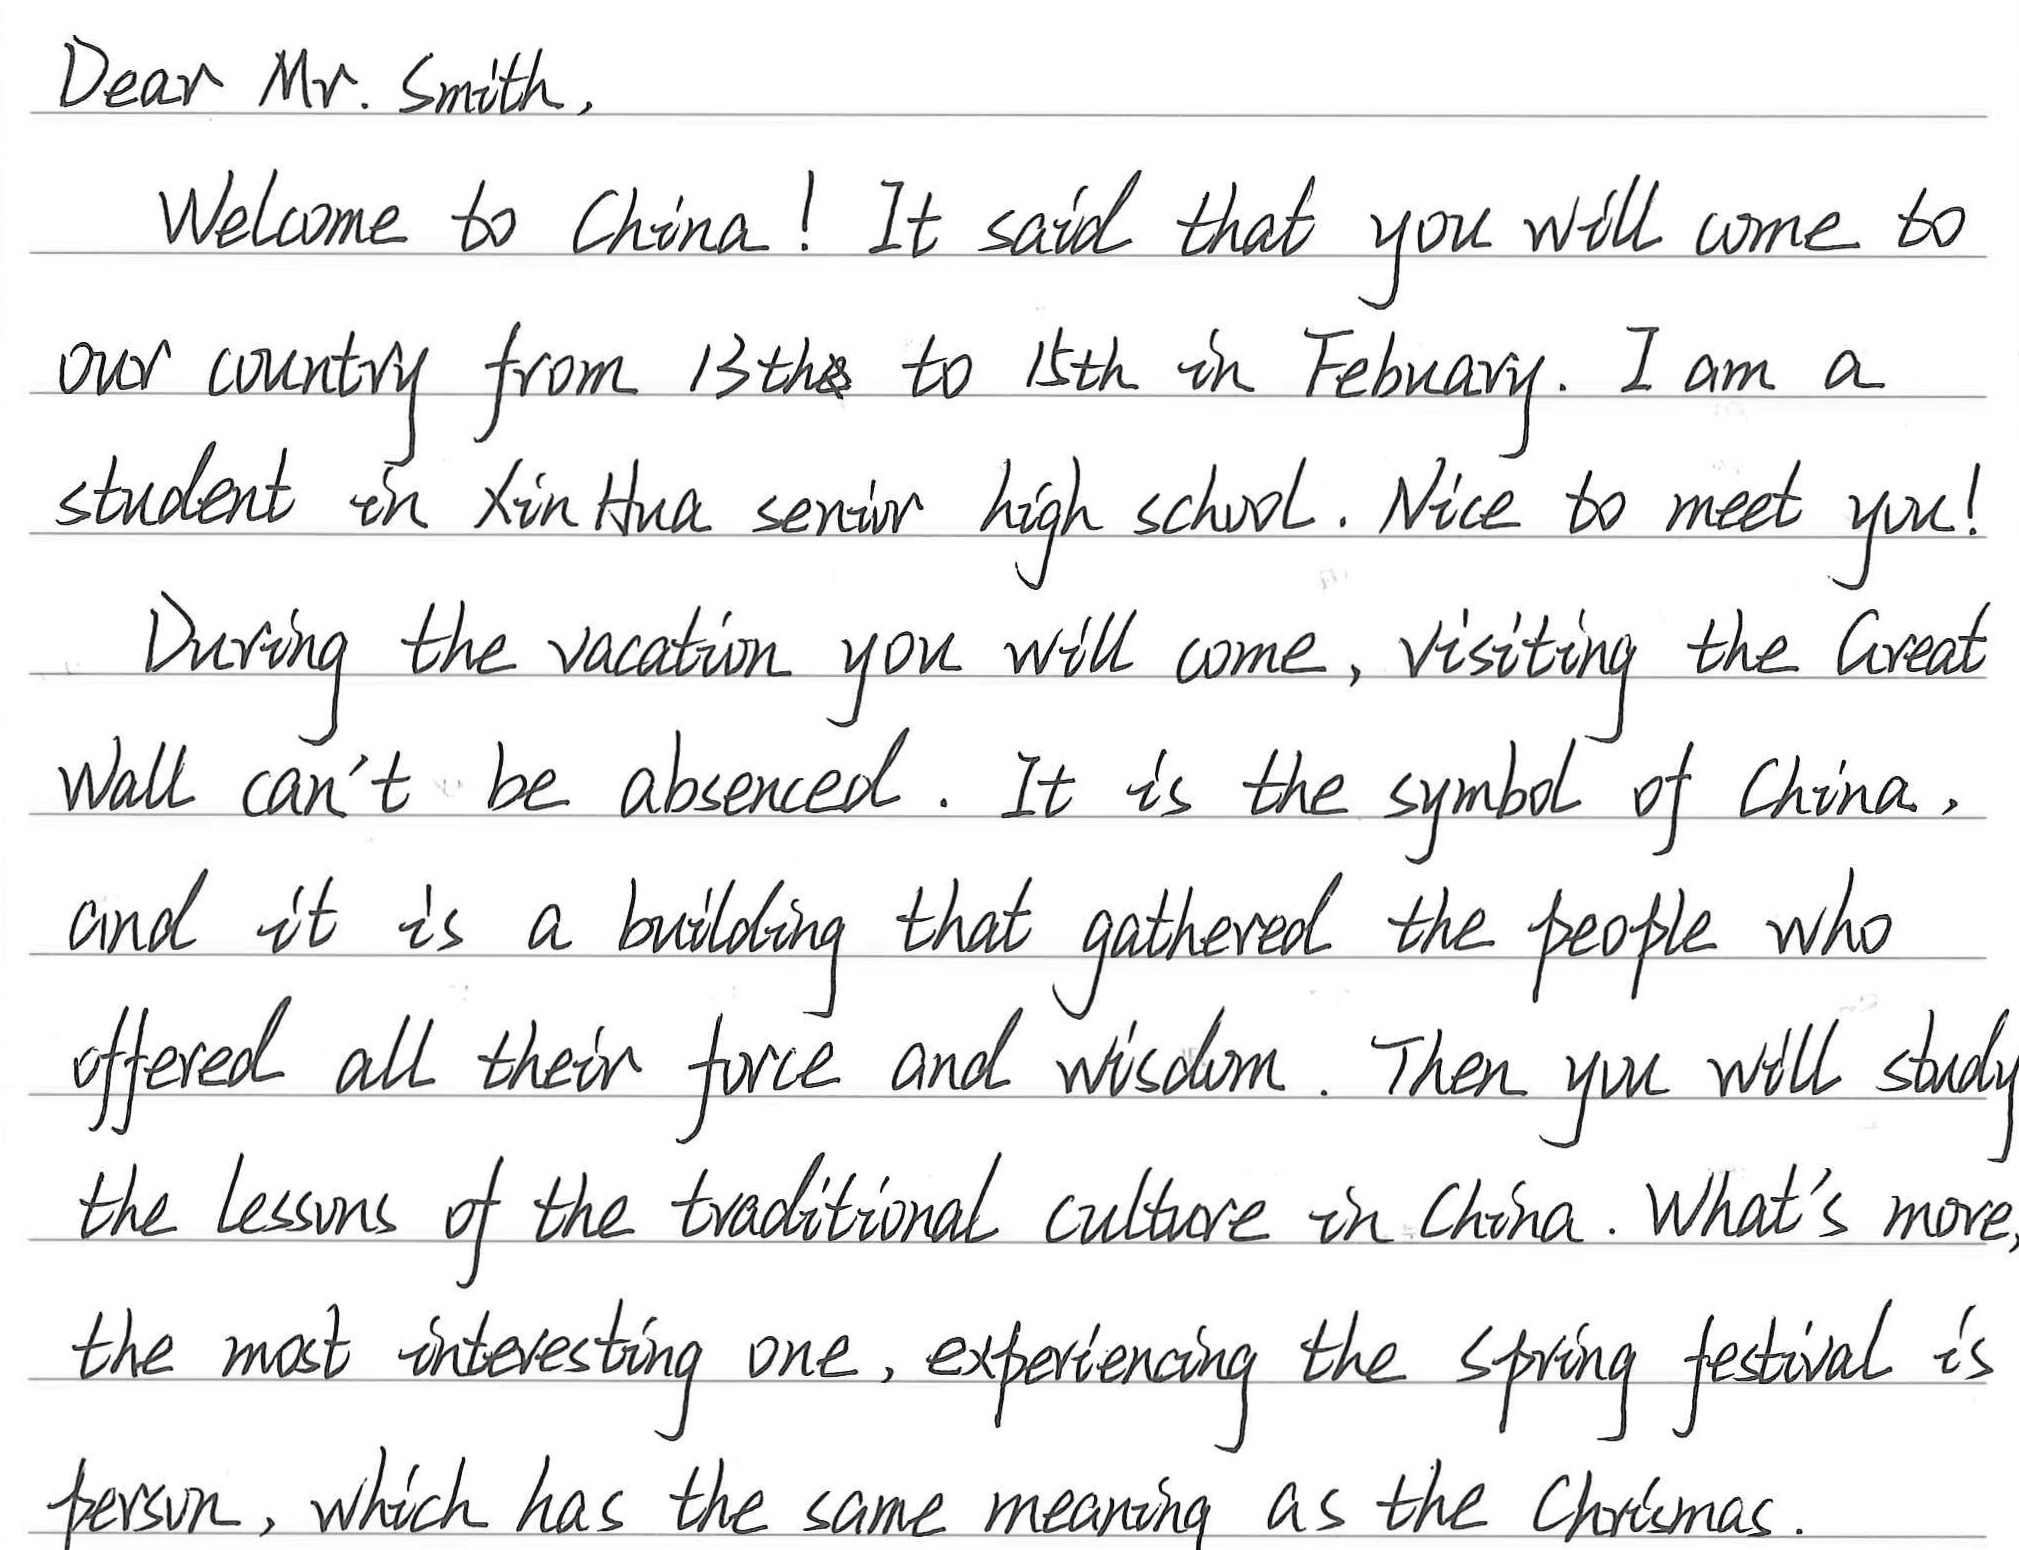 Dear Mr. Smith,
Welcome to China! It said that you will come to
our country from 13th to 15th in Febuary. I am a
student in XinHua senior high school. Nice to meet you!
During the vacation you will come, visiting the Great
Wall can't be absenced. It is the symbol of China,
and it is a building that gathered the people who
offered all their force and wisdom. Then you will study
the lessons of the traditional culture in China. What's more,
the most interesting one, experiencing the spring festival is
person, which has the same meaning as the Chrismas.